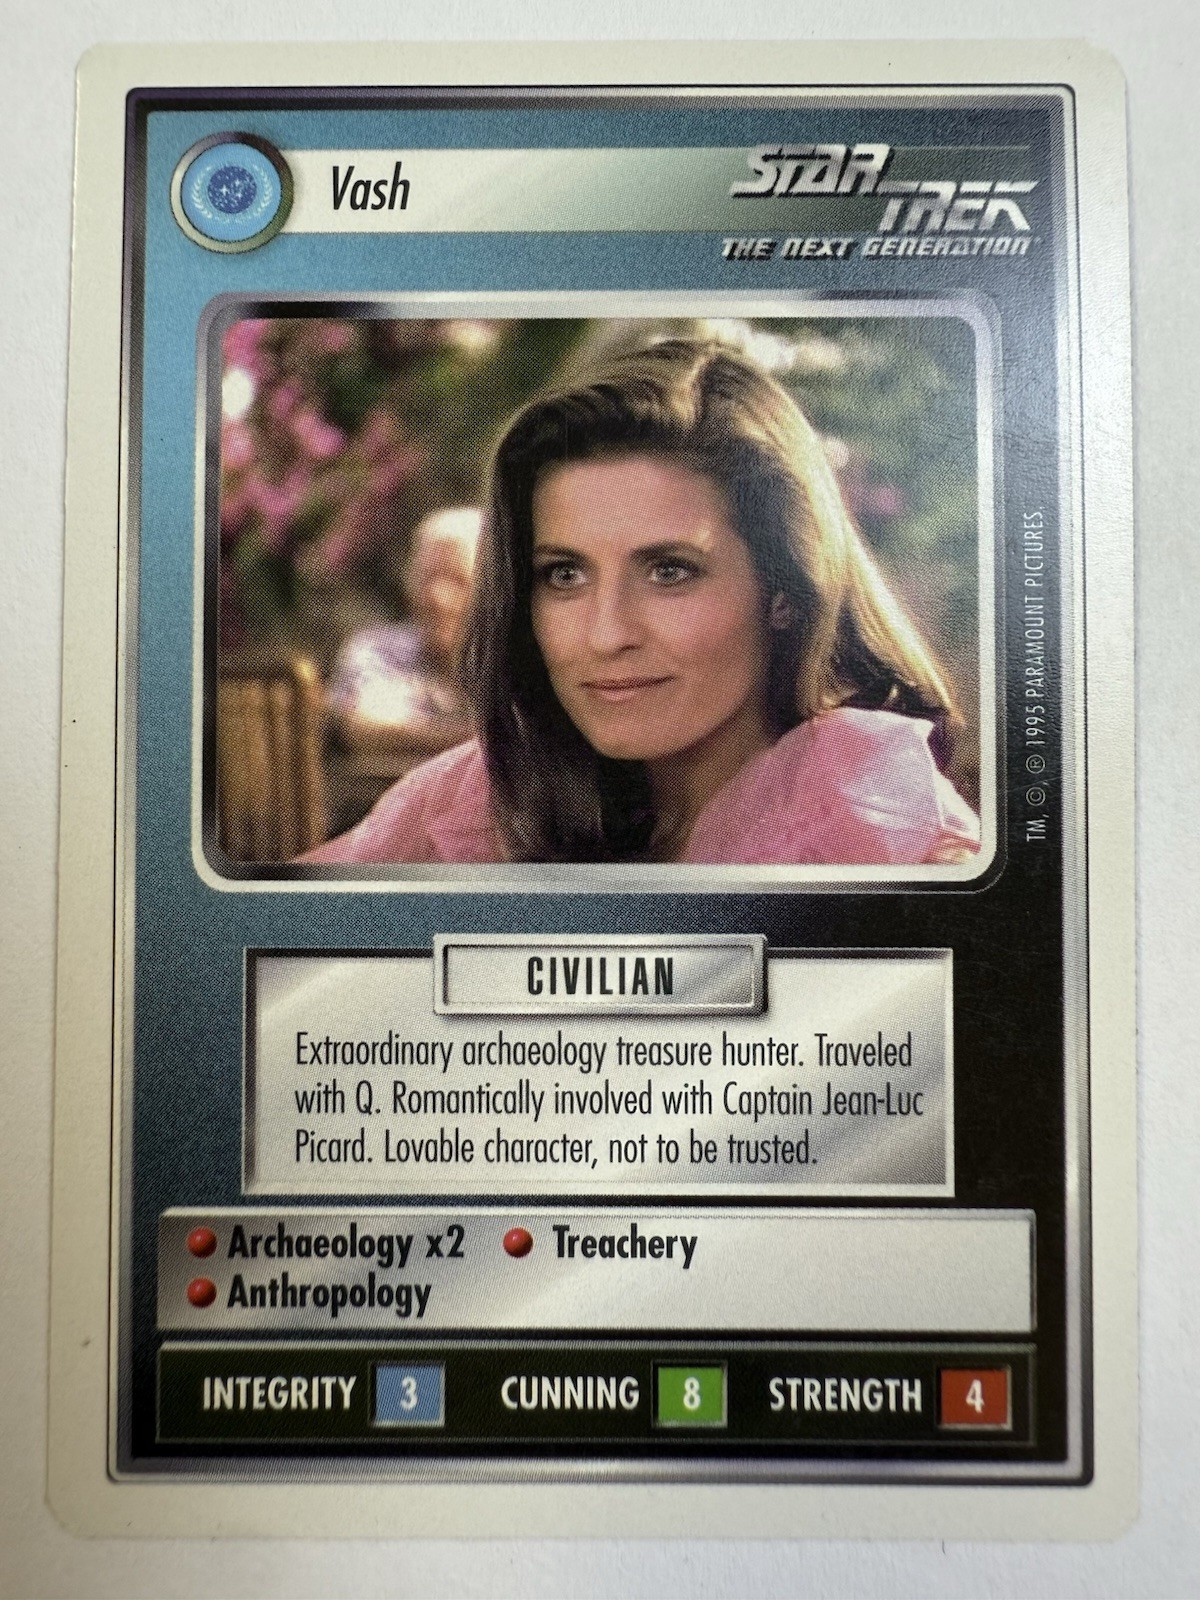 Vash
STAR TREK
THE NEXT GENERATION
TM, ©, ® 1995 PARAMOUNT PICTURES.
CIVILIAN
Extraordinary archaeology treasure hunter. Traveled
with Q. Romantically involved with Captain Jean-Luc
Picard. Lovable character, not to be trusted.
Archaeology x2 Treachery
Anthropology
INTEGRITY 3 CUNNING 8 STRENGTH 4